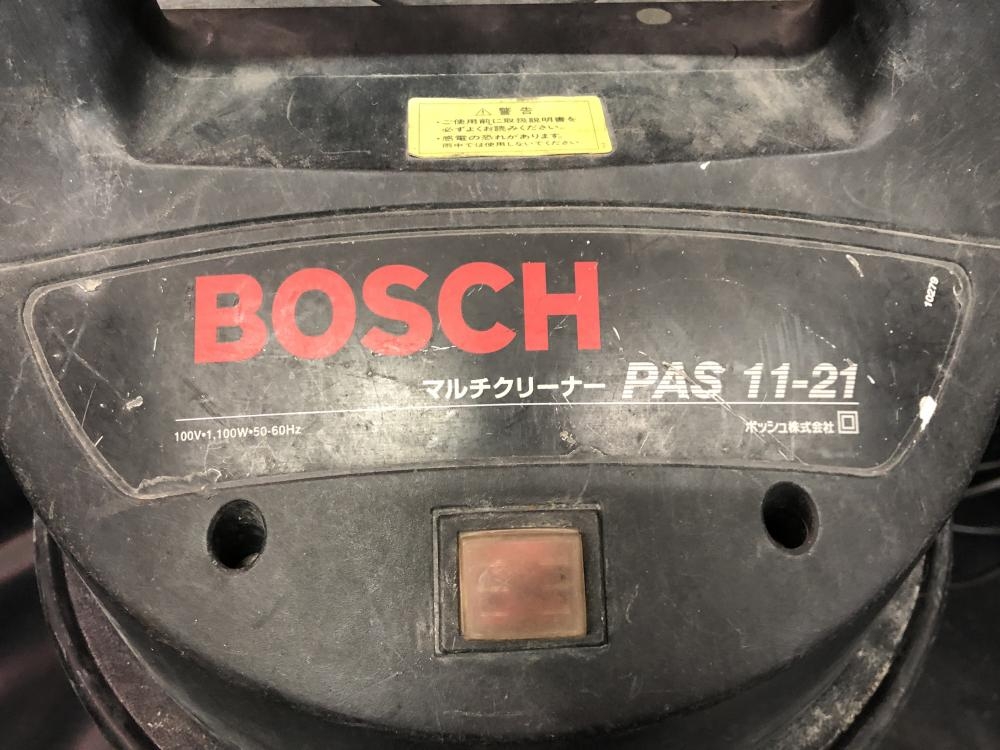 ⚠ 警告
・ご使用前に取扱説明書を
必ずよくお読みください。
・感電の恐れがあります。
雨中では使用しないでください
10279
BOSCH
マルチクリーナー PAS 11-21
100V•1,100W•50-60Hz
ボッシュ株式会社